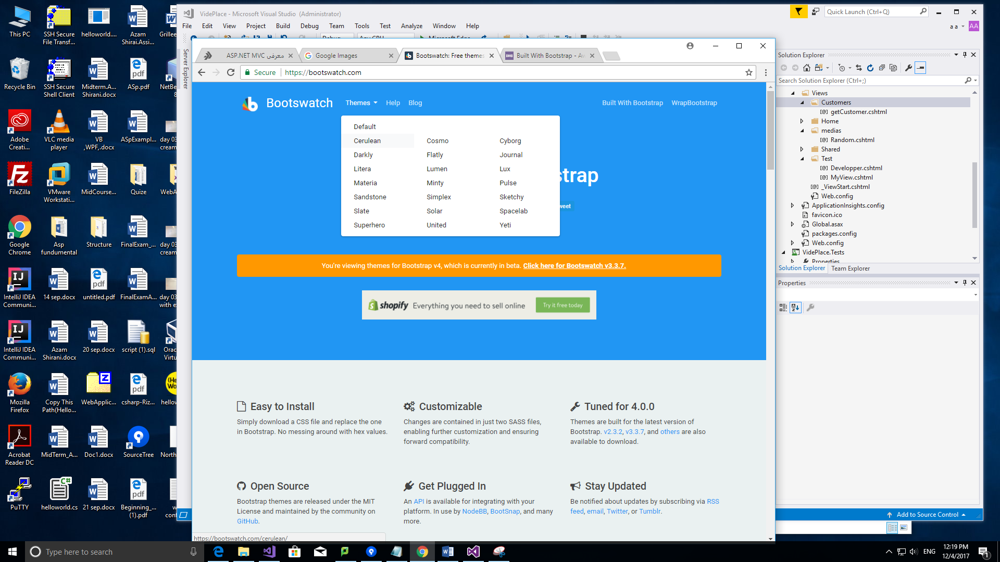 This PC
SSH Secure
File Transf...
helloworld....
Azam
Shirai.Assi...
Grillee
Recycle Bin
SSH Secure
Shell Client
Midterm.A...
Shirani.docx
ASp.pdf
NetBe
8
Adobe
Creati...
VLC media
player
VB
,WPF,.docx
ASpExampl...
day 03
cream
FileZilla
VMware
Workstati...
MidCourse...
Quize
WebA
Google
Chrome
Asp
fundumental
Structure
FinalExam_...
day 03
cream
IntelliJ IDEA
Communi...
14 sep.docx
untitled.pdf
FinalExamA...
day 03
with ex
IntelliJ IDEA
Communi...
Azam
Shirani.docx
20 sep.docx
script (1).sql
Orac
Virtu
Mozilla
Firefox
Copy This
Path(Hello...
WebApplic...
csharp-Riz...
hellow
Acrobat
Reader DC
MidTerm_A...
Doc1.docx
SourceTree
North
PuTTY
helloworld.cs
21 sep.docx
Beginning_...
(1).pdf
w
cont
VidePlace - Microsoft Visual Studio (Administrator)
Quick Launch (Ctrl+Q)
File Edit View Project Build Debug Team Tools Test Analyze Window Help
a a
AA
Server Explorer
معرفی ASP.NET MVC
Google Images
Bootswatch: Free themes
Built With Bootstrap - Aw
Secure
https://bootswatch.com
Bootswatch
Themes
Help
Blog
Built With Bootstrap
WrapBootstrap
Default
Cerulean Cosmo Cyborg
Darkly Flatly Journal
Litera Lumen Lux
Materia Minty Pulse
Sandstone Simplex Sketchy
Slate Solar Spacelab
Superhero United Yeti
strap
weet
You're viewing themes for Bootstrap v4, which is currently in beta. Click here for Bootswatch v3.3.7.
shopify Everything you need to sell online
Try it free today
Easy to Install
Simply download a CSS file and replace the one
in Bootstrap. No messing around with hex values.
Customizable
Changes are contained in just two SASS files,
enabling further customization and ensuring
forward compatibility.
Tuned for 4.0.0
Themes are built for the latest version of
Bootstrap. v2.3.2, v3.3.7, and others are also
available to download.
Open Source
Bootstrap themes are released under the MIT
License and maintained by the community on
GitHub.
Get Plugged In
An API is available for integrating with your
platform. In use by NodeBB, BootSnap, and many
more.
Stay Updated
Be notified about updates by subscribing via RSS
feed, email, Twitter, or Tumblr.
https://bootswatch.com/cerulean/
Solution Explorer
Search Solution Explorer (Ctrl+;)
Views
Customers
getCustomer.cshtml
Home
medias
Random.cshtml
Shared
Test
Developper.cshtml
MyView.cshtml
_ViewStart.cshtml
Web.config
ApplicationInsights.config
favicon.ico
Global.asax
packages.config
Web.config
VidePlace.Tests
Properties
Solution Explorer
Team Explorer
Properties
Add to Source Control
Type here to search
ENG
12:19 PM
12/4/2017
1